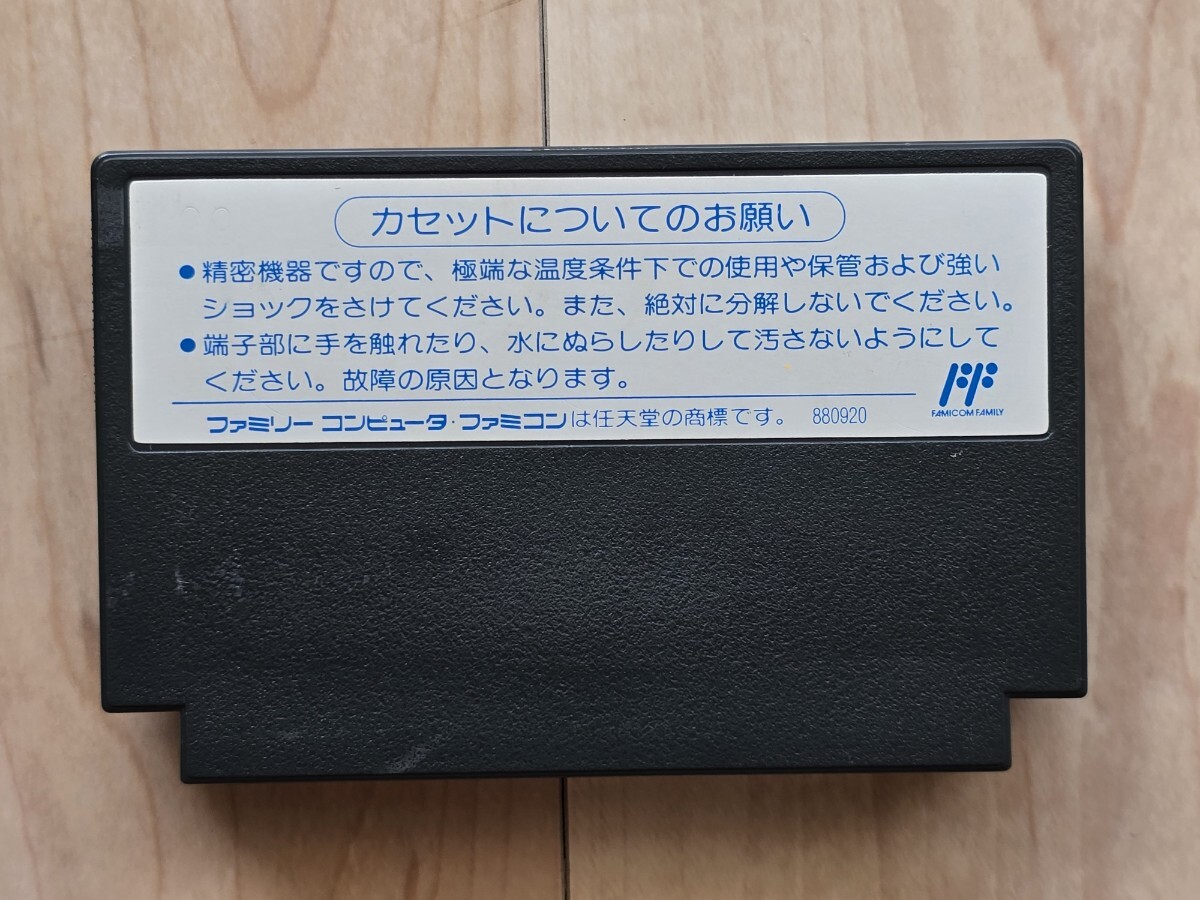 カセットについてのお願い
●精密機器ですので、極端な温度条件下での使用や保管および強い
ショックをさけてください。また、絶対に分解しないでください。
●端子部に手を触れたり、水にぬらしたりして汚さないようにして
ください。故障の原因となります。
FAMICOM FAMILY
ファミリー コンピュータ・ファミコンは任天堂の商標です。 880920